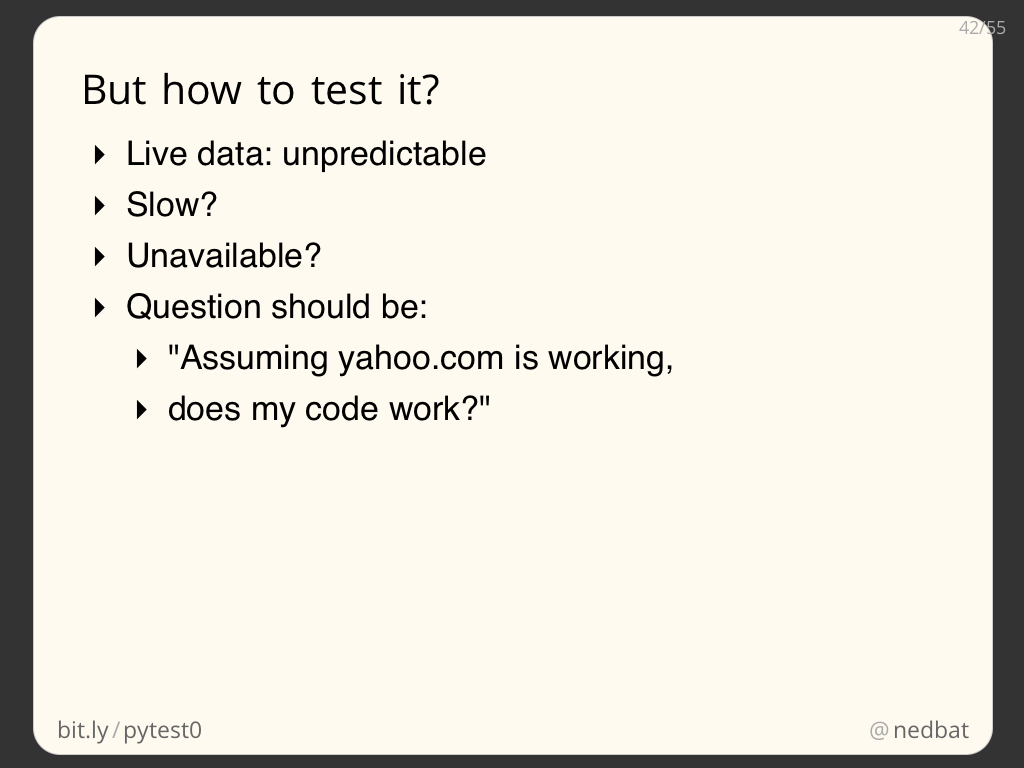 42/55
But how to test it?
Live data: unpredictable
Slow?
Unavailable?
Question should be:
"Assuming yahoo.com is working,
does my code work?"
bit.ly/pytest0
@nedbat